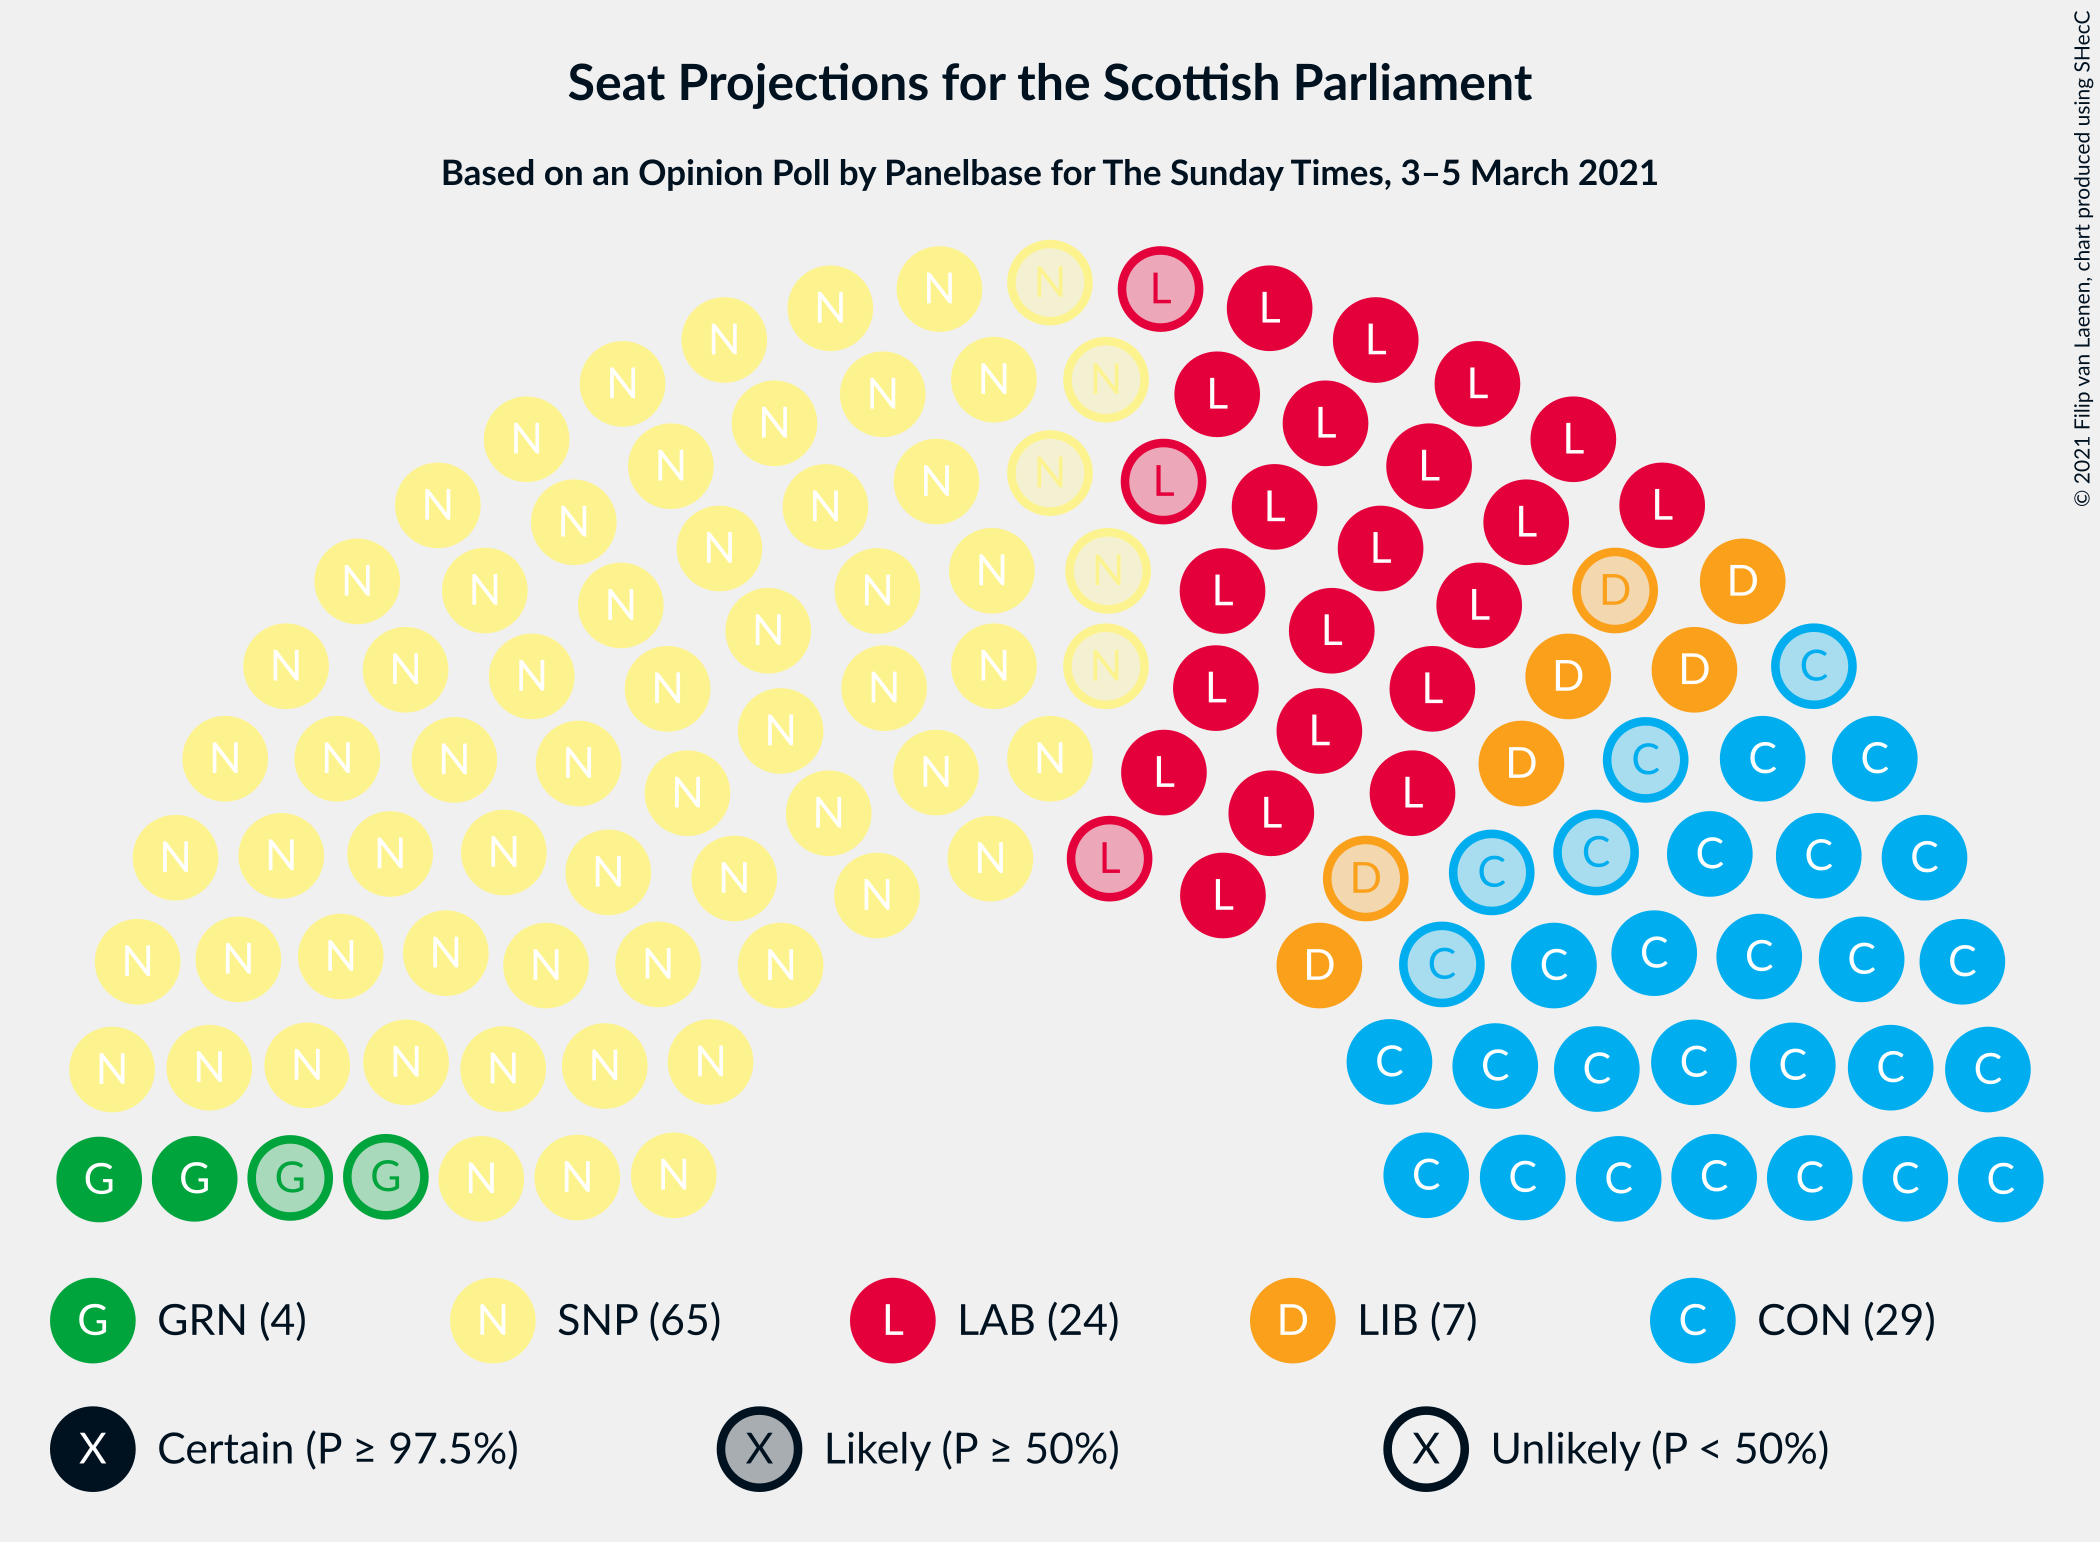 Seat Projections for the Scottish Parliament
Based on an Opinion Poll by Panelbase for The Sunday Times, 3–5 March 2021
© 2021 Filip van Laenen, chart produced using SHecC
N N N L L
N N L
N N N L L
N N L
N N L
N N N L L
N N L
N N N L L
N N N L L
N N D D
N N N L L
N N C
N N N L L
N N D D
N N L L
N N L
N N N D C C C
N N L
N L
N N N N N L C C C C
N N D C
N L
N N N N N N N D C C C C C C
N N N N N N N C C C C C C C
G G G G N N N C C C C C C C
G GRN (4) N SNP (65) L LAB (24) D LIB (7) C CON (29)
X Certain (P ≥ 97.5%) X Likely (P ≥ 50%) X Unlikely (P < 50%)